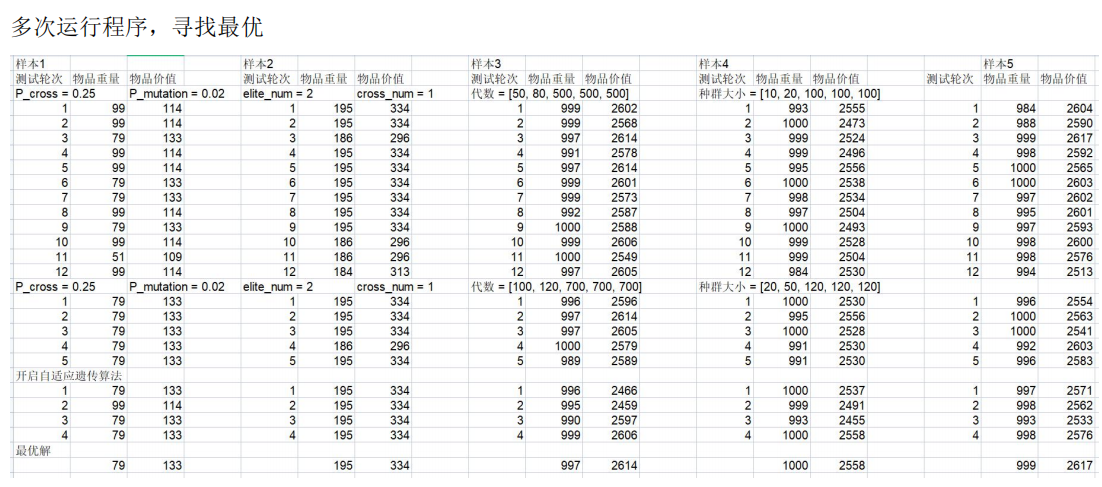 多次运行程序，寻找最优
样本1 样本2 样本3 样本4 样本5
测试轮次 物品重量 物品价值 测试轮次 物品重量 物品价值 测试轮次 物品重量 物品价值 测试轮次 物品重量 物品价值 测试轮次 物品重量 物品价值
P_cross = 0.25 P_mutation = 0.02 elite_num = 2 cross_num = 1 代数 = [50, 80, 500, 500, 500] 种群大小 = [10, 20, 100, 100, 100]
1 99 114 1 195 334 1 999 2602 1 993 2555 1 984 2604
2 99 114 2 195 334 2 999 2568 2 1000 2473 2 988 2590
3 79 133 3 186 296 3 997 2614 3 999 2524 3 999 2617
4 99 114 4 195 334 4 991 2578 4 999 2496 4 998 2592
5 99 114 5 195 334 5 997 2614 5 995 2556 5 1000 2565
6 79 133 6 195 334 6 999 2601 6 1000 2538 6 1000 2603
7 79 133 7 195 334 7 999 2573 7 998 2534 7 997 2602
8 99 114 8 195 334 8 992 2587 8 997 2504 8 995 2601
9 79 133 9 195 334 9 1000 2588 9 1000 2493 9 997 2593
10 99 114 10 186 296 10 999 2606 10 999 2528 10 998 2600
11 51 109 11 186 296 11 1000 2549 11 999 2504 11 998 2576
12 99 114 12 184 313 12 997 2605 12 984 2530 12 994 2513
P_cross = 0.25 P_mutation = 0.02 elite_num = 2 cross_num = 1 代数 = [100, 120, 700, 700, 700] 种群大小 = [20, 50, 120, 120, 120]
1 79 133 1 195 334 1 996 2596 1 1000 2530 1 996 2554
2 79 133 2 195 334 2 997 2614 2 995 2556 2 1000 2563
3 79 133 3 195 334 3 997 2605 3 1000 2528 3 1000 2541
4 79 133 4 186 296 4 1000 2579 4 991 2530 4 992 2603
5 79 133 5 195 334 5 989 2589 5 991 2530 5 996 2583
开启自适应遗传算法
1 79 133 1 195 334 1 996 2466 1 1000 2537 1 997 2571
2 99 114 2 195 334 2 995 2459 2 999 2491 2 998 2562
3 79 133 3 195 334 3 990 2597 3 993 2455 3 993 2533
4 79 133 4 195 334 4 999 2606 4 1000 2558 4 998 2576
最优解
79 133 195 334 997 2614 1000 2558 999 2617